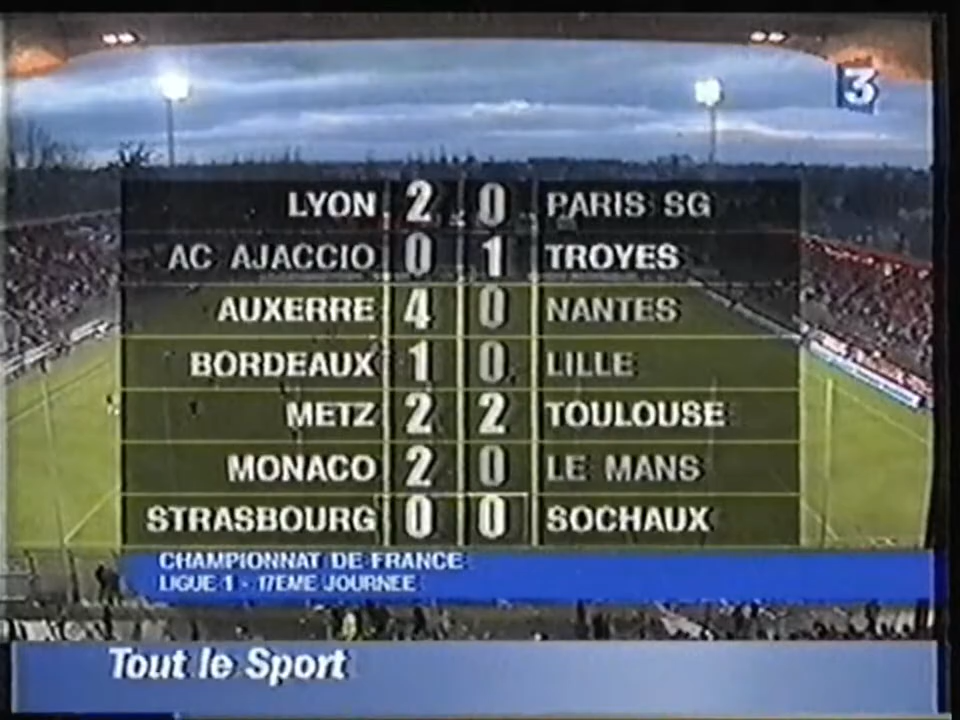 3
LYON 2 0 PARIS SG
AC AJACCIO 0 1 TROYES
AUXERRE 4 0 NANTES
BORDEAUX 1 0 LILLE
METZ 2 2 TOULOUSE
MONACO 2 0 LE MANS
STRASBOURG 0 0 SOCHAUX
CHAMPIONNAT DE FRANCE
LIGUE 1 - 17EME JOURNEE
Tout le Sport